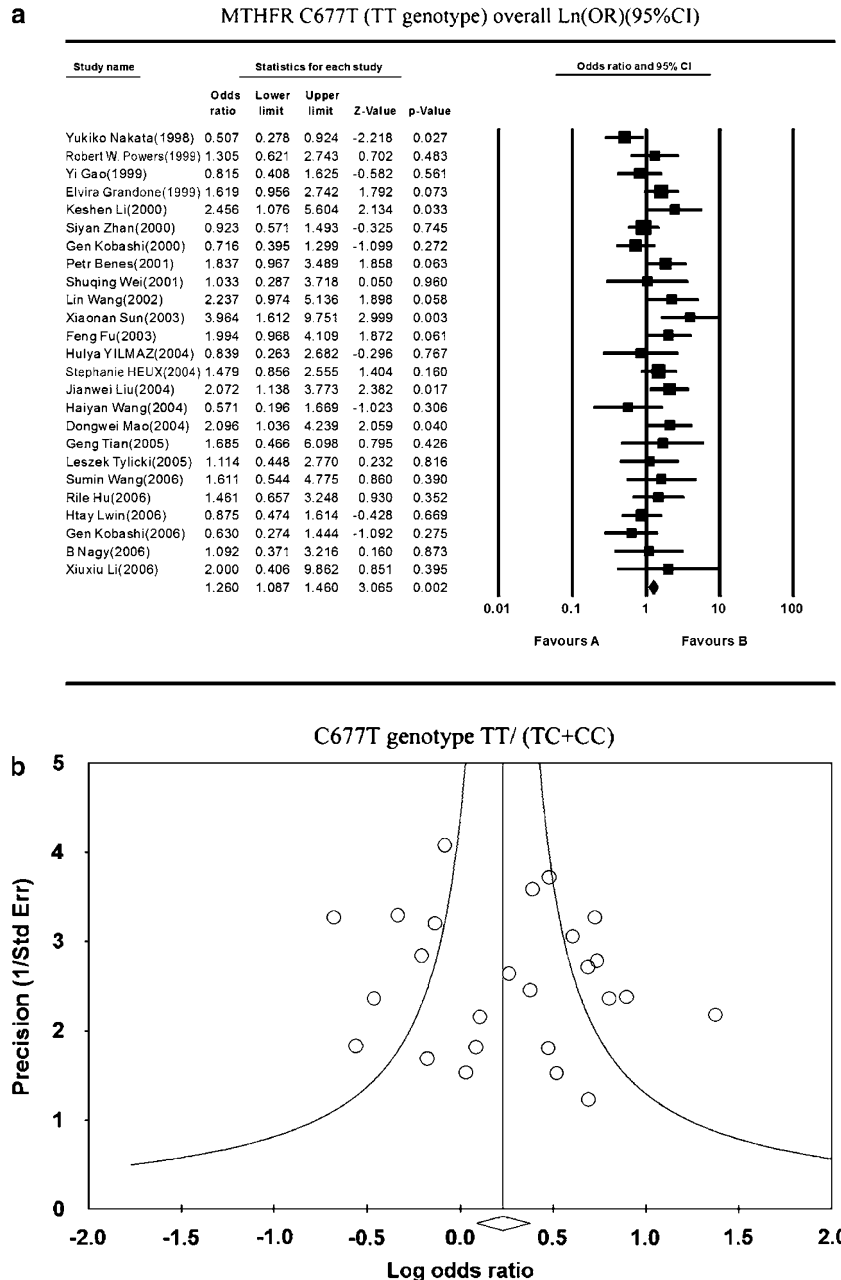 a
MTHFR C677T (TT genotype) overall Ln(OR)(95%CI)
Study name Statistics for each study Odds ratio and 95% CI
Odds Lower Upper
ratio limit limit Z-Value p-Value
Yukiko Nakata(1998) 0.507 0.278 0.924 -2.218 0.027
Robert W. Powers(1999) 1.305 0.621 2.743 0.702 0.483
Yi Gao(1999) 0.815 0.408 1.625 -0.582 0.561
Elvira Grandone(1999) 1.619 0.956 2.742 1.792 0.073
Keshen Li(2000) 2.456 1.076 5.604 2.134 0.033
Siyan Zhan(2000) 0.923 0.571 1.493 -0.325 0.745
Gen Kobashi(2000) 0.716 0.395 1.299 -1.099 0.272
Petr Benes(2001) 1.837 0.967 3.489 1.858 0.063
Shuqing Wei(2001) 1.033 0.287 3.718 0.050 0.960
Lin Wang(2002) 2.237 0.974 5.136 1.898 0.058
Xiaonan Sun(2003) 3.964 1.612 9.751 2.999 0.003
Feng Fu(2003) 1.994 0.968 4.109 1.872 0.061
Hulya YILMAZ(2004) 0.839 0.263 2.682 -0.296 0.767
Stephanie HEUX(2004) 1.479 0.856 2.555 1.404 0.160
Jianwei Liu(2004) 2.072 1.138 3.773 2.382 0.017
Haiyan Wang(2004) 0.571 0.196 1.669 -1.023 0.306
Dongwei Mao(2004) 2.096 1.036 4.239 2.059 0.040
Geng Tian(2005) 1.685 0.466 6.098 0.795 0.426
Leszek Tylicki(2005) 1.114 0.448 2.770 0.232 0.816
Sumin Wang(2006) 1.611 0.544 4.775 0.860 0.390
Rile Hu(2006) 1.461 0.657 3.248 0.930 0.352
Htay Lwin(2006) 0.875 0.474 1.614 -0.428 0.669
Gen Kobashi(2006) 0.630 0.274 1.444 -1.092 0.275
B Nagy(2006) 1.092 0.371 3.216 0.160 0.873
Xiuxiu Li(2006) 2.000 0.406 9.862 0.851 0.395
1.260 1.087 1.460 3.065 0.002
0.01 0.1 1 10 100
Favours A Favours B
b
C677T genotype TT/ (TC+CC)
5
4
3
2
1
0
Precision (1/Std Err)
-2.0 -1.5 -1.0 -0.5 0.0 0.5 1.0 1.5 2.0
Log odds ratio